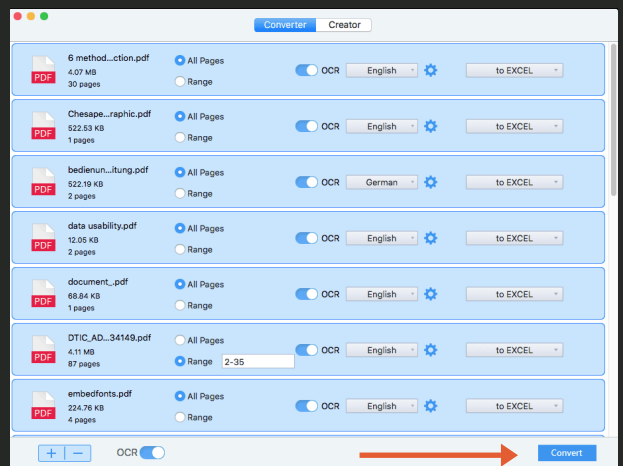 Converter Creator
6 method...ction.pdf
4.07 MB
30 pages
PDF
All Pages
Range
OCR English to EXCEL
Chesape...raphic.pdf
522.53 KB
1 pages
PDF
All Pages
Range
OCR English to EXCEL
bedienun...itung.pdf
522.19 KB
2 pages
PDF
All Pages
Range
OCR German to EXCEL
data usability.pdf
12.05 KB
2 pages
PDF
All Pages
Range
OCR English to EXCEL
document_.pdf
68.84 KB
1 pages
PDF
All Pages
Range
OCR English to EXCEL
DTIC_AD...34149.pdf
4.11 MB
87 pages
PDF
All Pages
Range 2-35
OCR English to EXCEL
embedfonts.pdf
224.76 KB
4 pages
PDF
All Pages
Range
OCR English to EXCEL
+ − OCR Convert